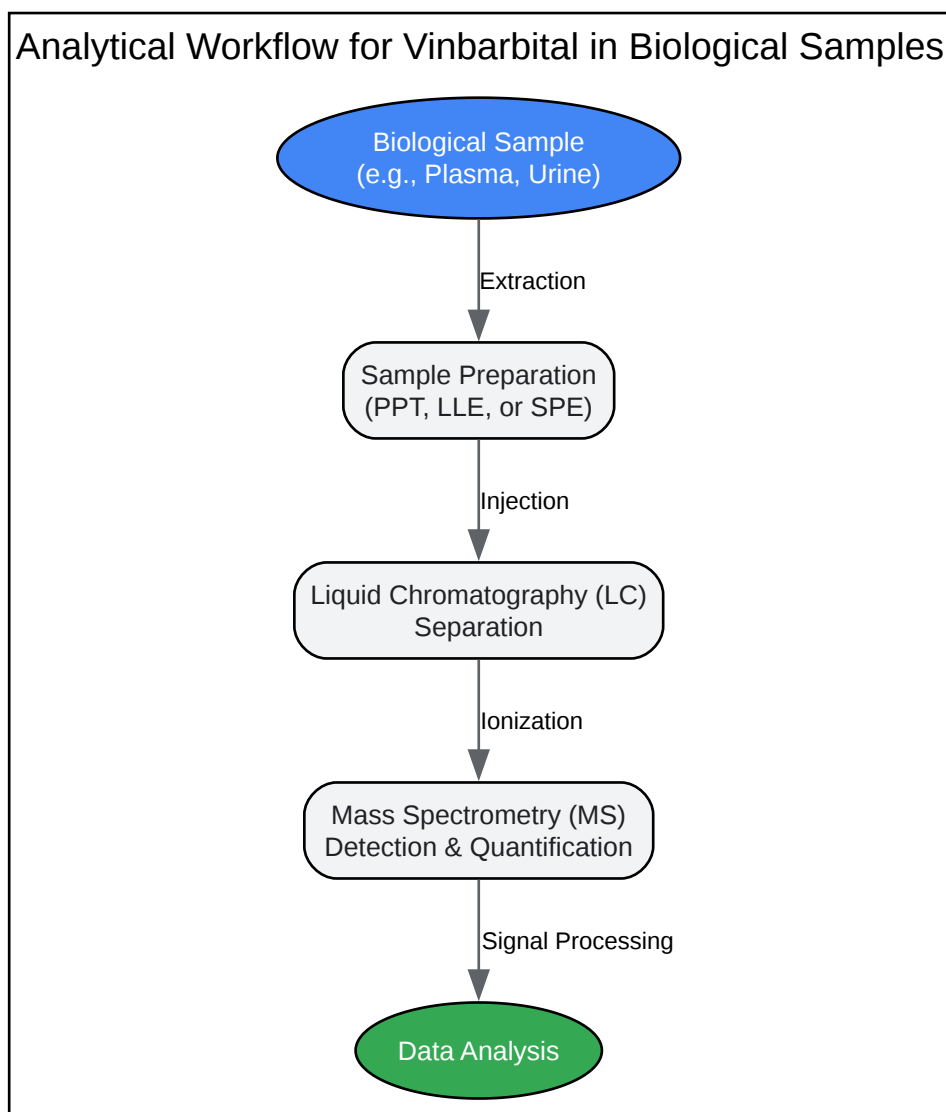 Analytical Workflow for Vinbarbital in Biological Samples
Biological Sample
(e.g., Plasma, Urine)
Extraction
Sample Preparation
(PPT, LLE, or SPE)
Injection
Liquid Chromatography (LC)
Separation
Ionization
Mass Spectrometry (MS)
Detection & Quantification
Signal Processing
Data Analysis